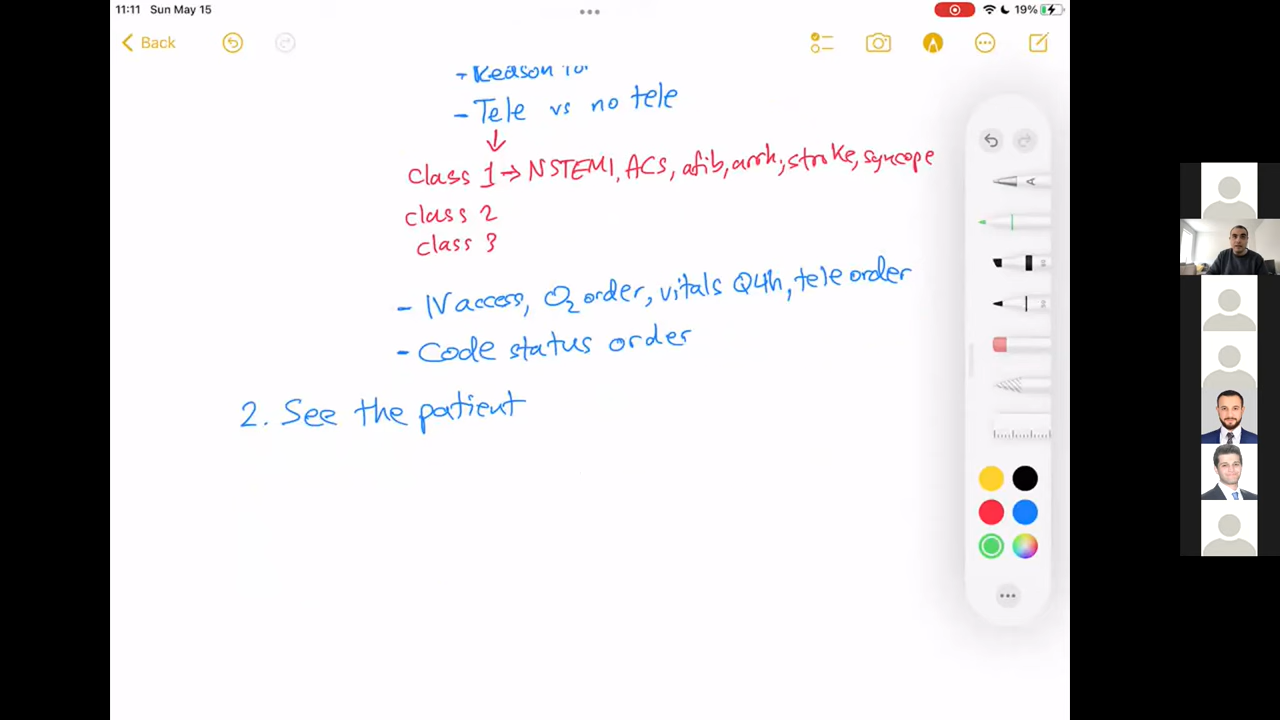 11:11 Sun May 15
19%
Back
- Reason for
- Tele vs no tele
class 1 → NSTEMI, ACS, afib, arrh, stroke, syncope
class 2
class 3
- IV access, O2 order, vitals Q4h, tele order
- Code status order
2. See the patient
A